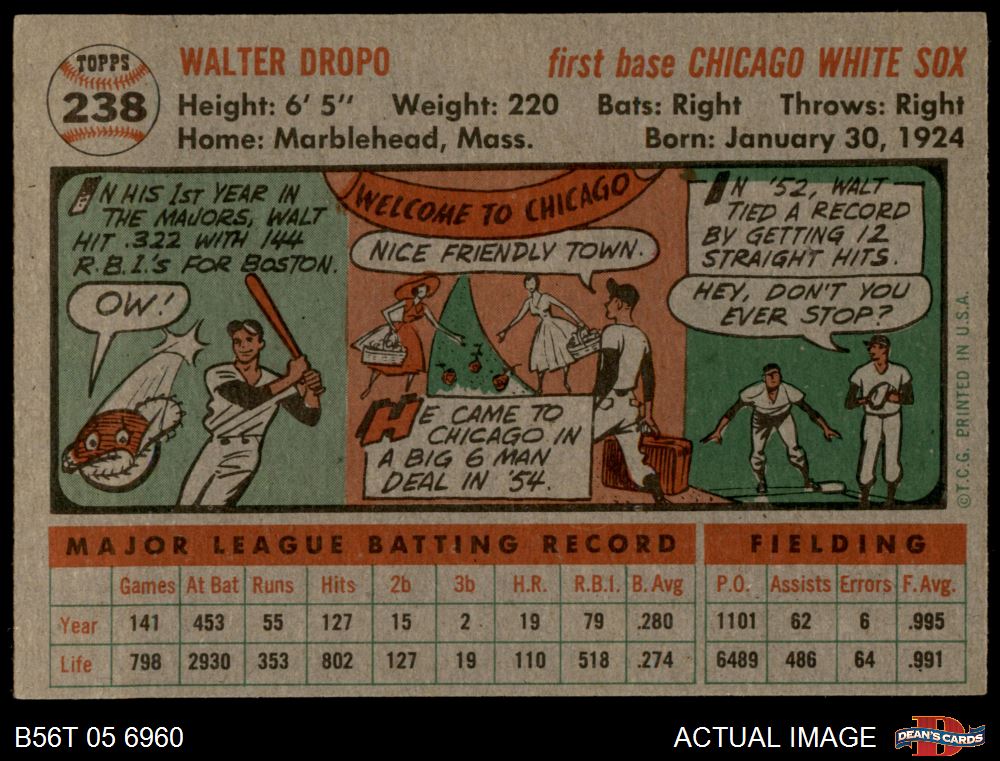 TOPPS
238
WALTER DROPO first base CHICAGO WHITE SOX
Height: 6' 5'' Weight: 220 Bats: Right Throws: Right
Home: Marblehead, Mass. Born: January 30, 1924
IN HIS 1ST YEAR IN
THE MAJORS, WALT
HIT .322 WITH 144
R.B.I.'S FOR BOSTON.
OW!
WELCOME TO CHICAGO
NICE FRIENDLY TOWN.
HE CAME TO
CHICAGO IN
A BIG 6 MAN
DEAL IN '54.
IN '52, WALT
TIED A RECORD
BY GETTING 12
STRAIGHT HITS.
HEY, DON'T YOU
EVER STOP?
©T.C.G. PRINTED IN U.S.A.
MAJOR LEAGUE BATTING RECORD FIELDING
Games At Bat Runs Hits 2b 3b H.R. R.B.I. B. Avg P.O. Assists Errors F. Avg.
Year 141 453 55 127 15 2 19 79 .280 1101 62 6 .995
Life 798 2930 353 802 127 19 110 518 .274 6489 486 64 .991
B56T 05 6960 ACTUAL IMAGE DEAN'S CARDS